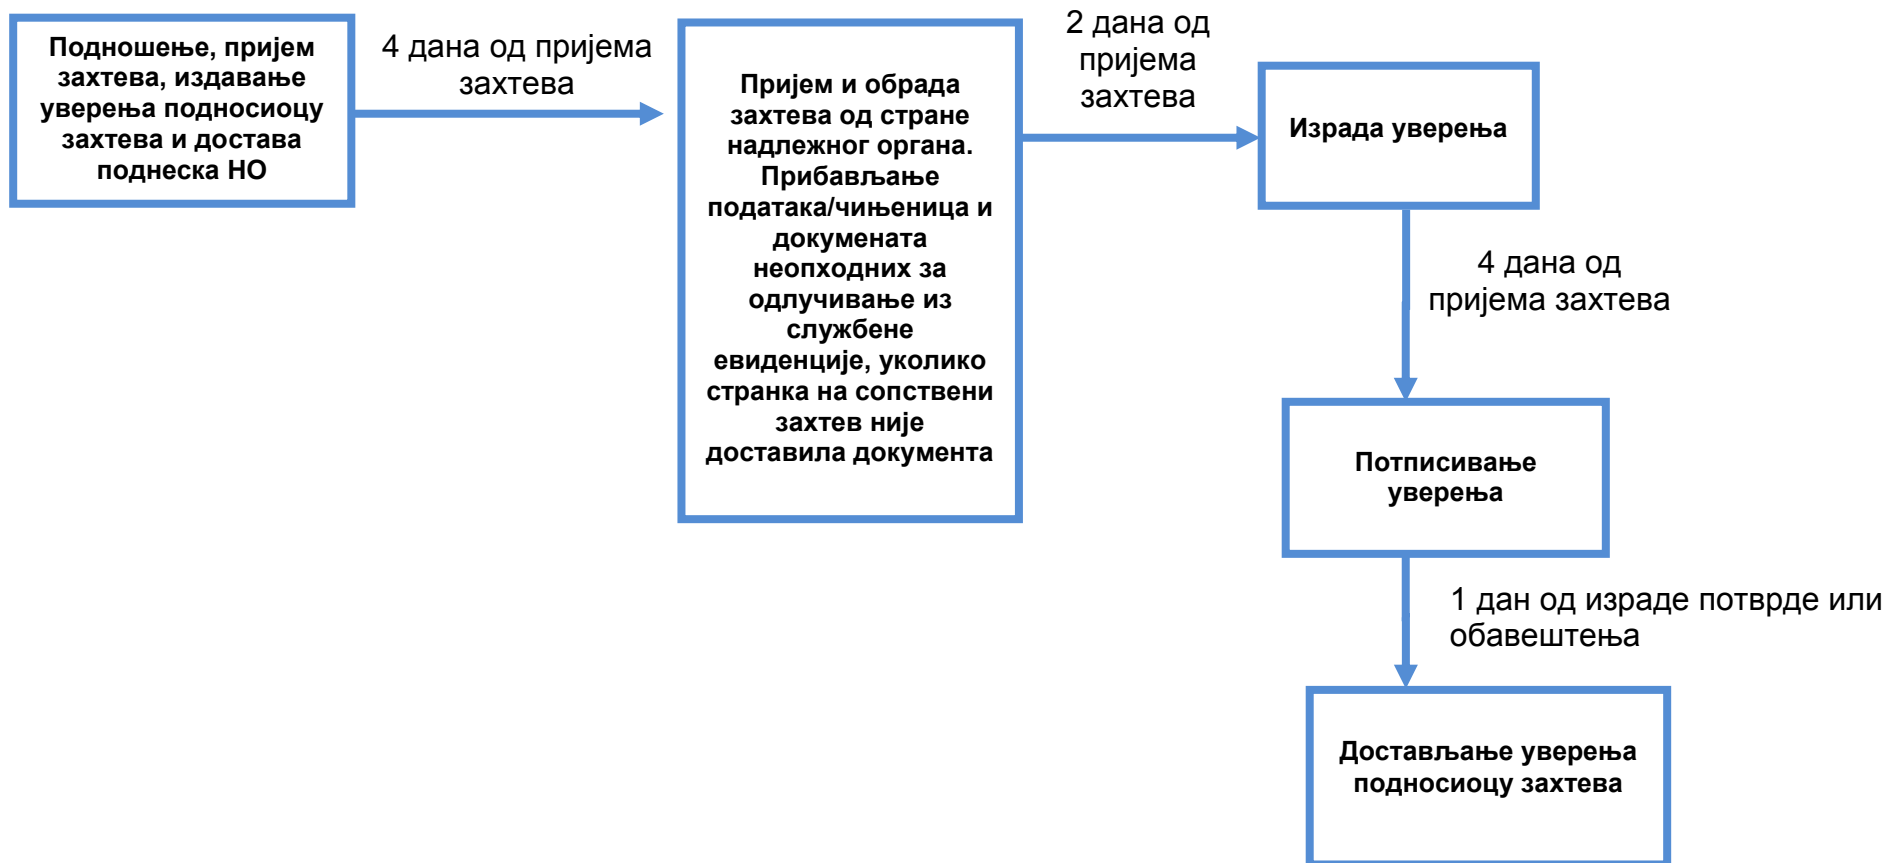 Подношење, пријем
захтева, издавање
уверења подносиоцу
захтева и достава
поднеска НО
4 дана од пријема
захтева
Пријем и обрада
захтева од стране
надлежног органа.
Прибављање
података/чињеница и
докумената
неопходних за
одлучивање из
службене
евиденције, уколико
странка на сопствени
захтев није
доставила документа
2 дана од
пријема
захтева
Израда уверења
4 дана од
пријема захтева
Потписивање
уверења
1 дан од израде потврде или
обавештења
Достављање уверења
подносиоцу захтева